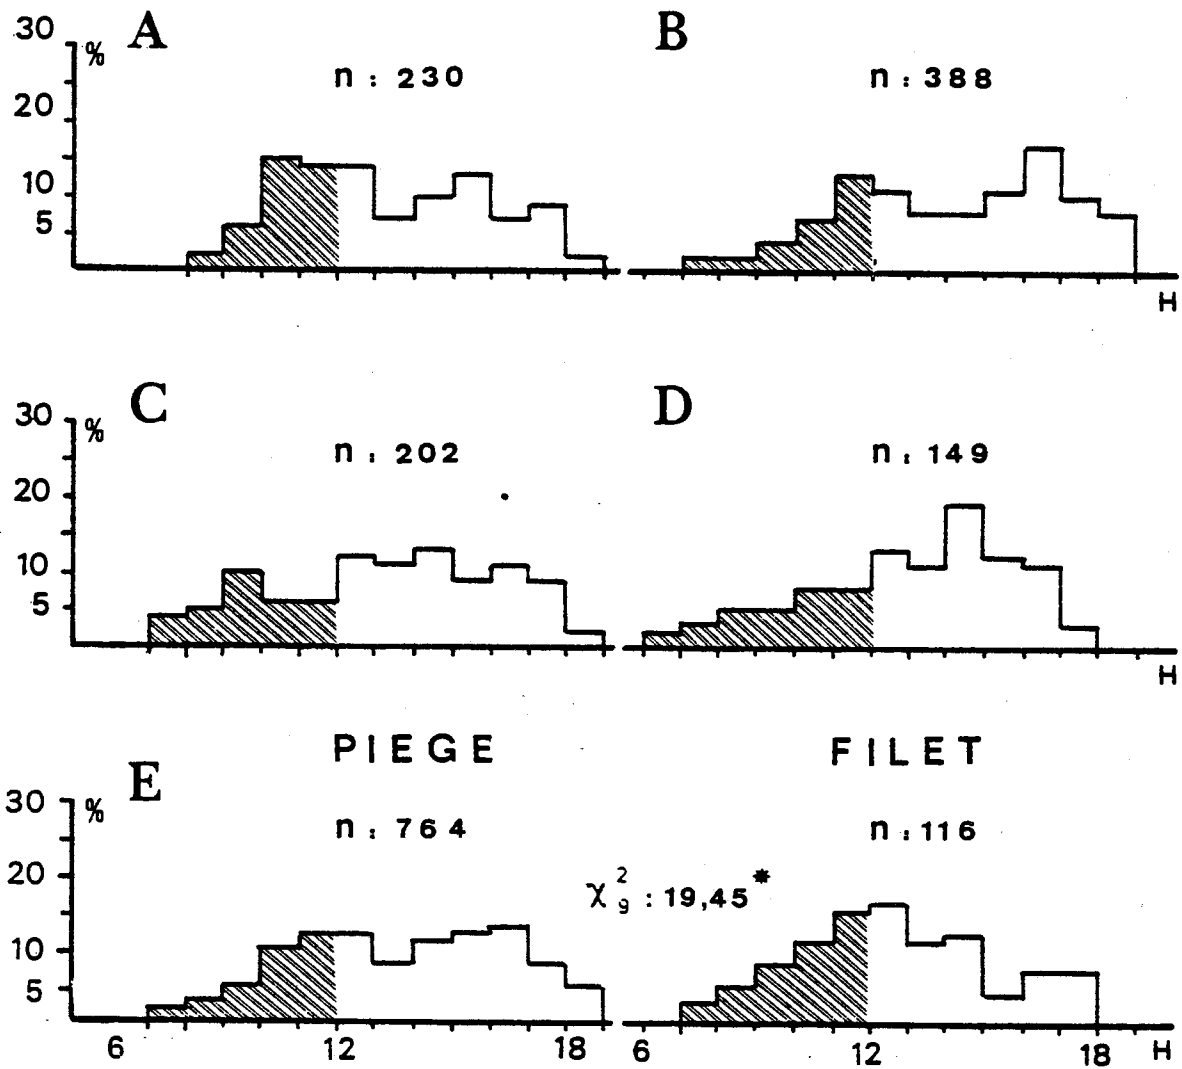 A B
30 %
n : 230 n : 388
20
10
5
H
C D
30 %
n : 202 n : 149
20
10
5
H
PIEGE FILET
E
30 %
n : 764 n : 116
20
χ²₉ : 19,45*
10
5
6 12 18 6 12 18 H